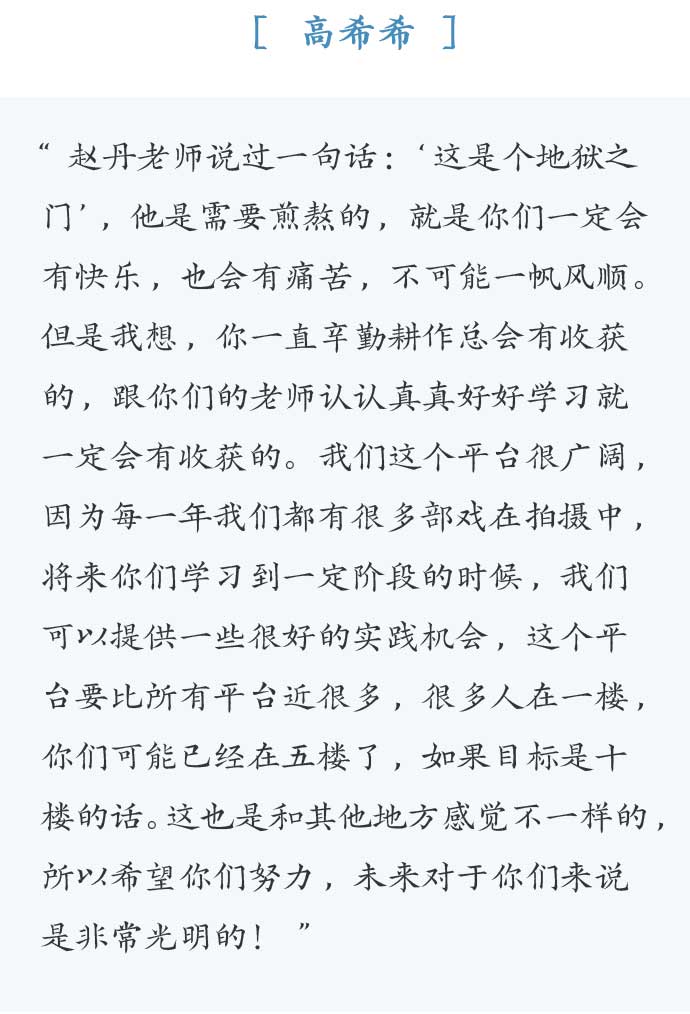 [ 高希希 ]
“ 赵丹老师说过一句话：‘这是个地狱之
门’，他是需要煎熬的，就是你们一定会
有快乐，也会有痛苦，不可能一帆风顺。
但是我想，你一直辛勤耕作总会有收获
的，跟你们的老师认认真真好好学习就
一定会有收获的。我们这个平台很广阔，
因为每一年我们都有很多部戏在拍摄中，
将来你们学习到一定阶段的时候，我们
可以提供一些很好的实践机会，这个平
台要比所有平台近很多，很多人在一楼，
你们可能已经在五楼了，如果目标是十
楼的话。这也是和其他地方感觉不一样的，
所以希望你们努力，未来对于你们来说
是非常光明的！ ”